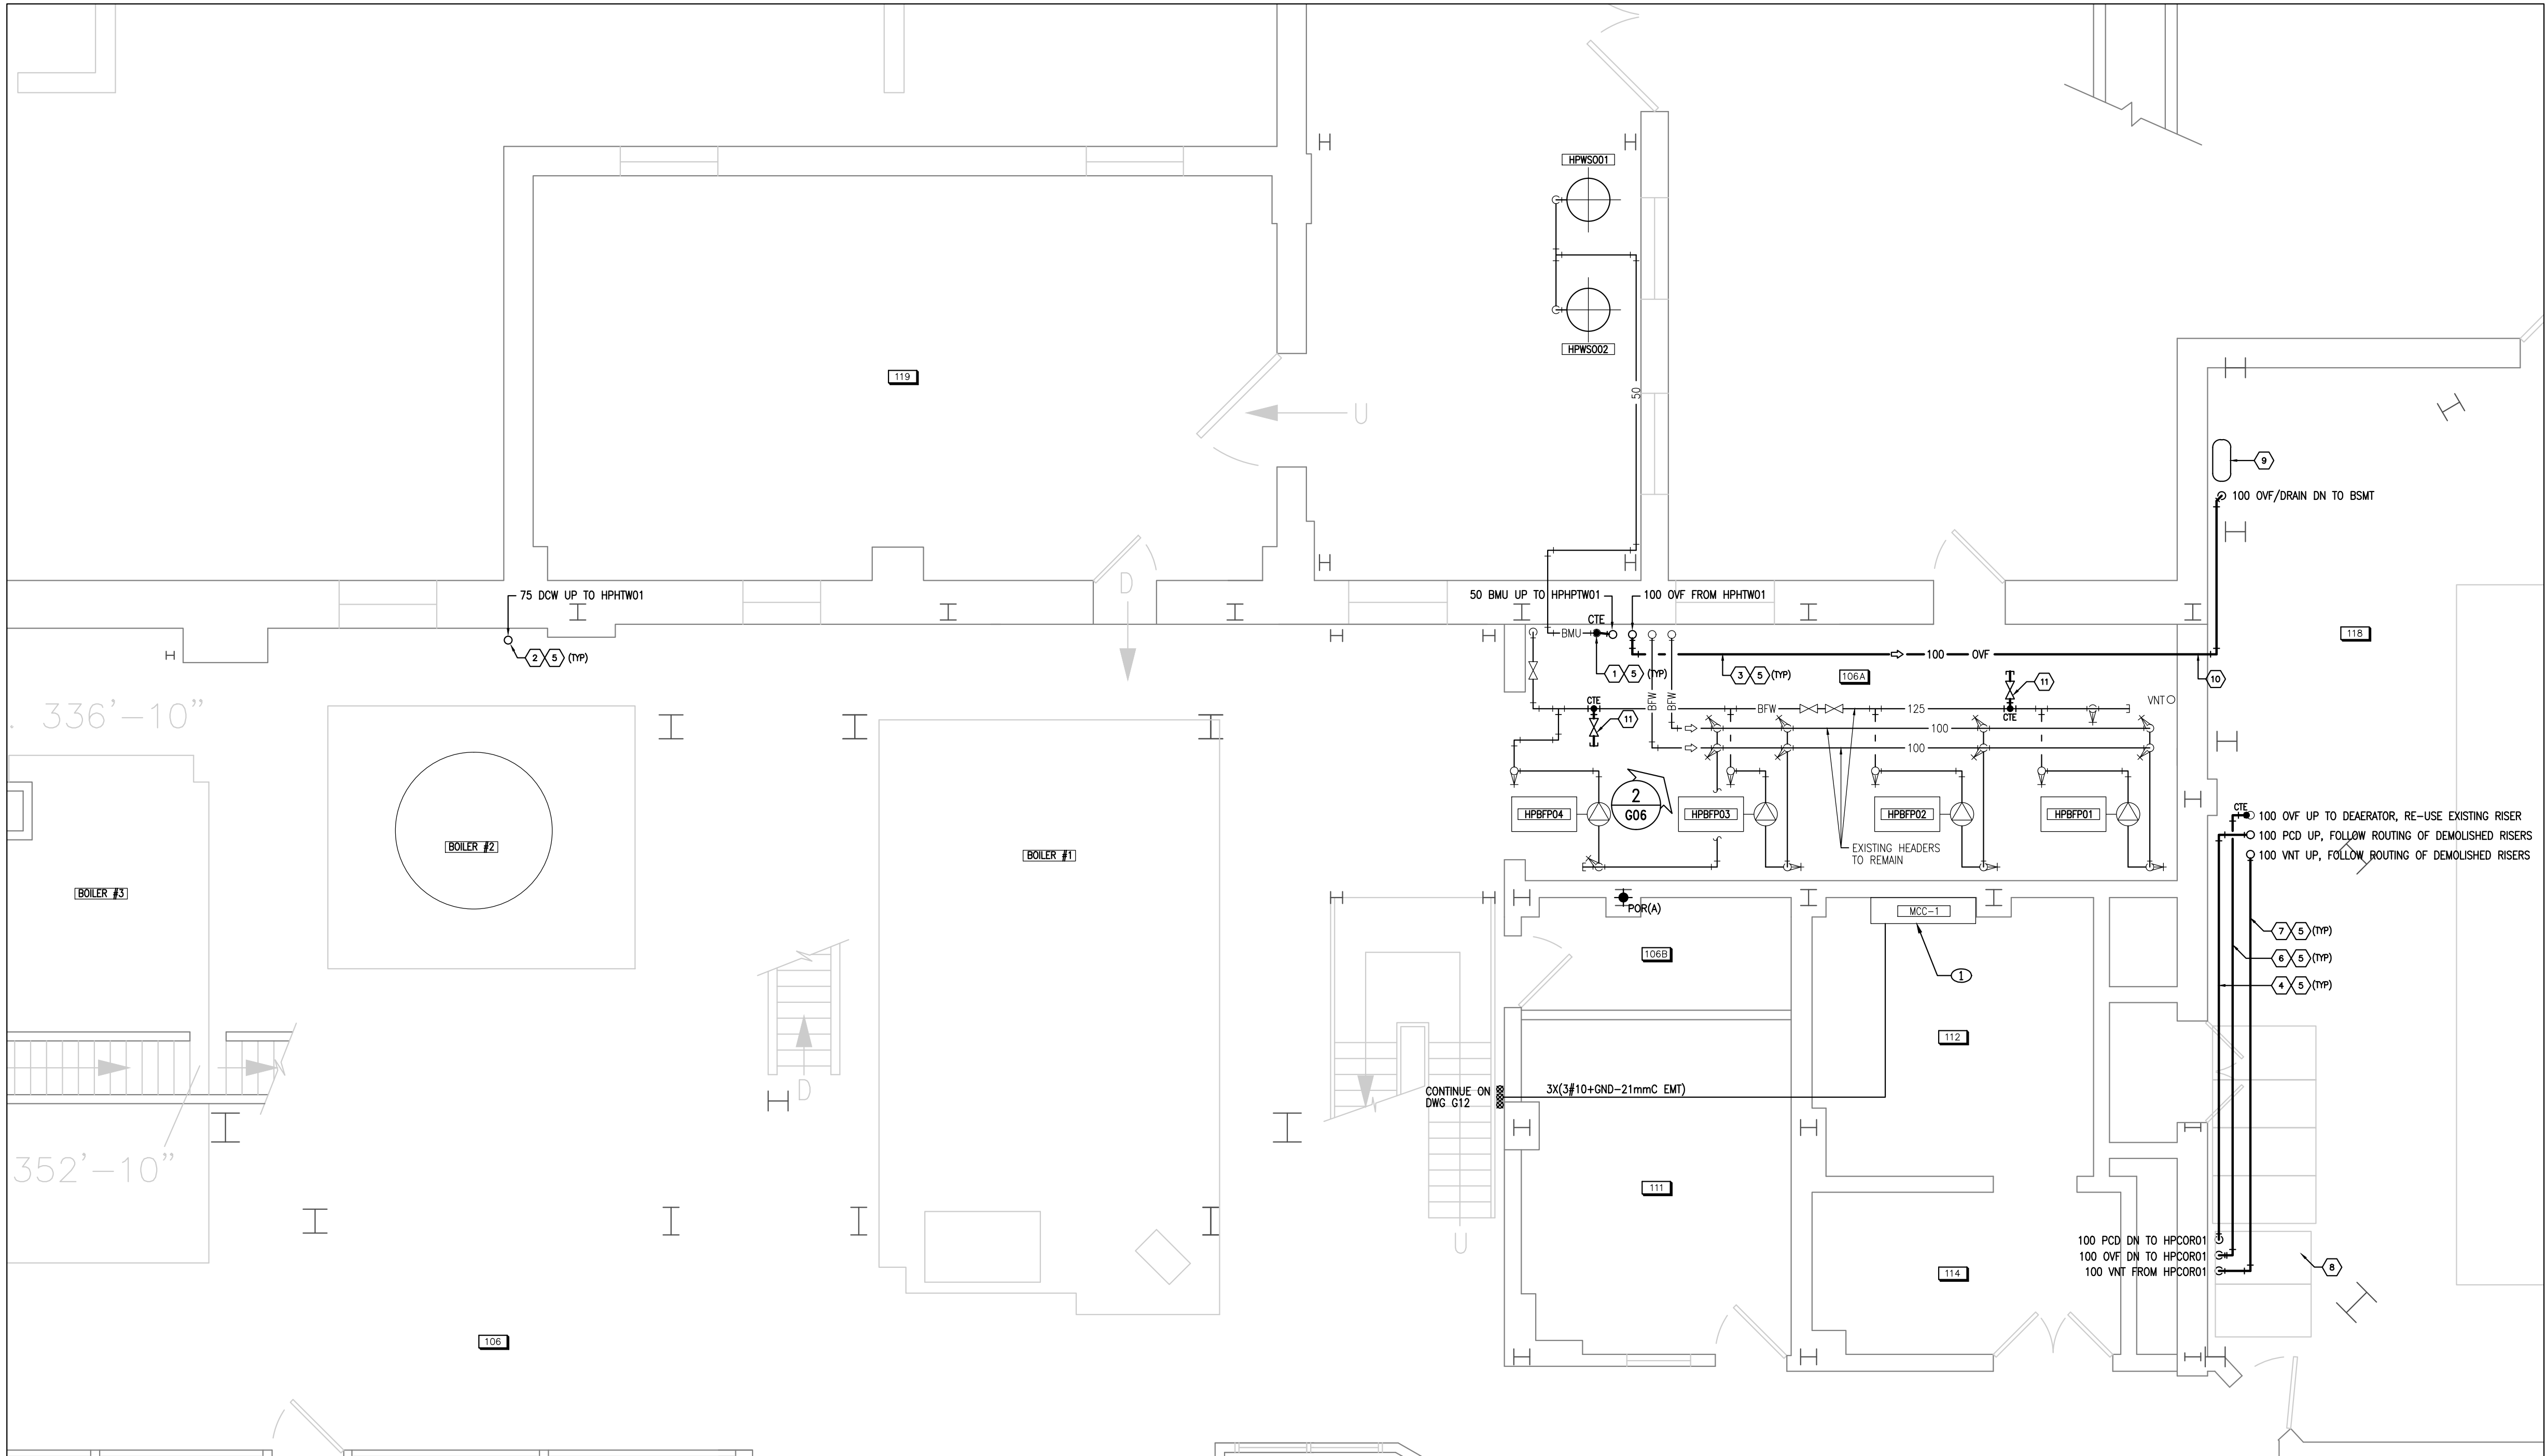 HPWS001
HPWS002
119
U
50
9
100 OVF/DRAIN DN TO BSMT
D
75 DCW UP TO HPHTW01
2 5 (TYP)
50 BMU UP TO HPHPTW01
100 OVF FROM HPHTW01
CTE
BMU
1 5 (TYP)
BFW
BFW
3 5 (TYP)
100 OVF
106A
118
10
11
VNT
336'-10"
CTE
11
BFW
125
CTE
100
100
HPBFP04
2
G06
HPBFP03
HPBFP02
HPBFP01
EXISTING HEADERS
TO REMAIN
CTE
100 OVF UP TO DEAERATOR, RE-USE EXISTING RISER
100 PCD UP, FOLLOW ROUTING OF DEMOLISHED RISERS
100 VNT UP, FOLLOW ROUTING OF DEMOLISHED RISERS
BOILER #2
BOILER #1
BOILER #3
POR(A)
MCC-1
7 5 (TYP)
6 5 (TYP)
4 5 (TYP)
106B
1
112
D
CONTINUE ON
DWG G12
3X(3#10+GND-21mmC EMT)
352'-10"
111
U
100 PCD DN TO HPCOR01
100 OVF DN TO HPCOR01
100 VNT FROM HPCOR01
8
114
106